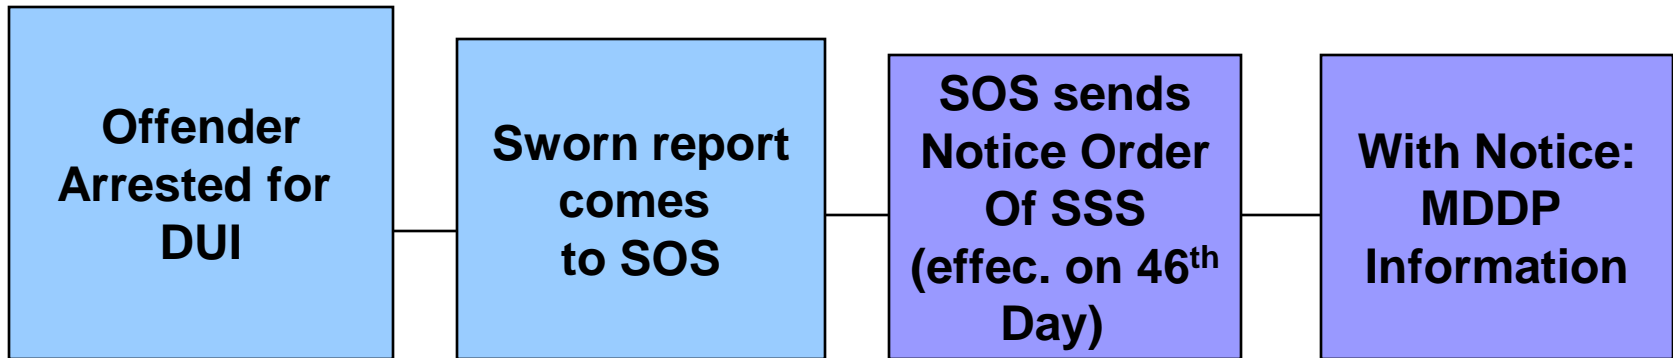 Offender
Arrested for
DUI
Sworn report
comes
to SOS
SOS sends
Notice Order
Of SSS
(effec. on 46th
Day)
With Notice:
MDDP
Information